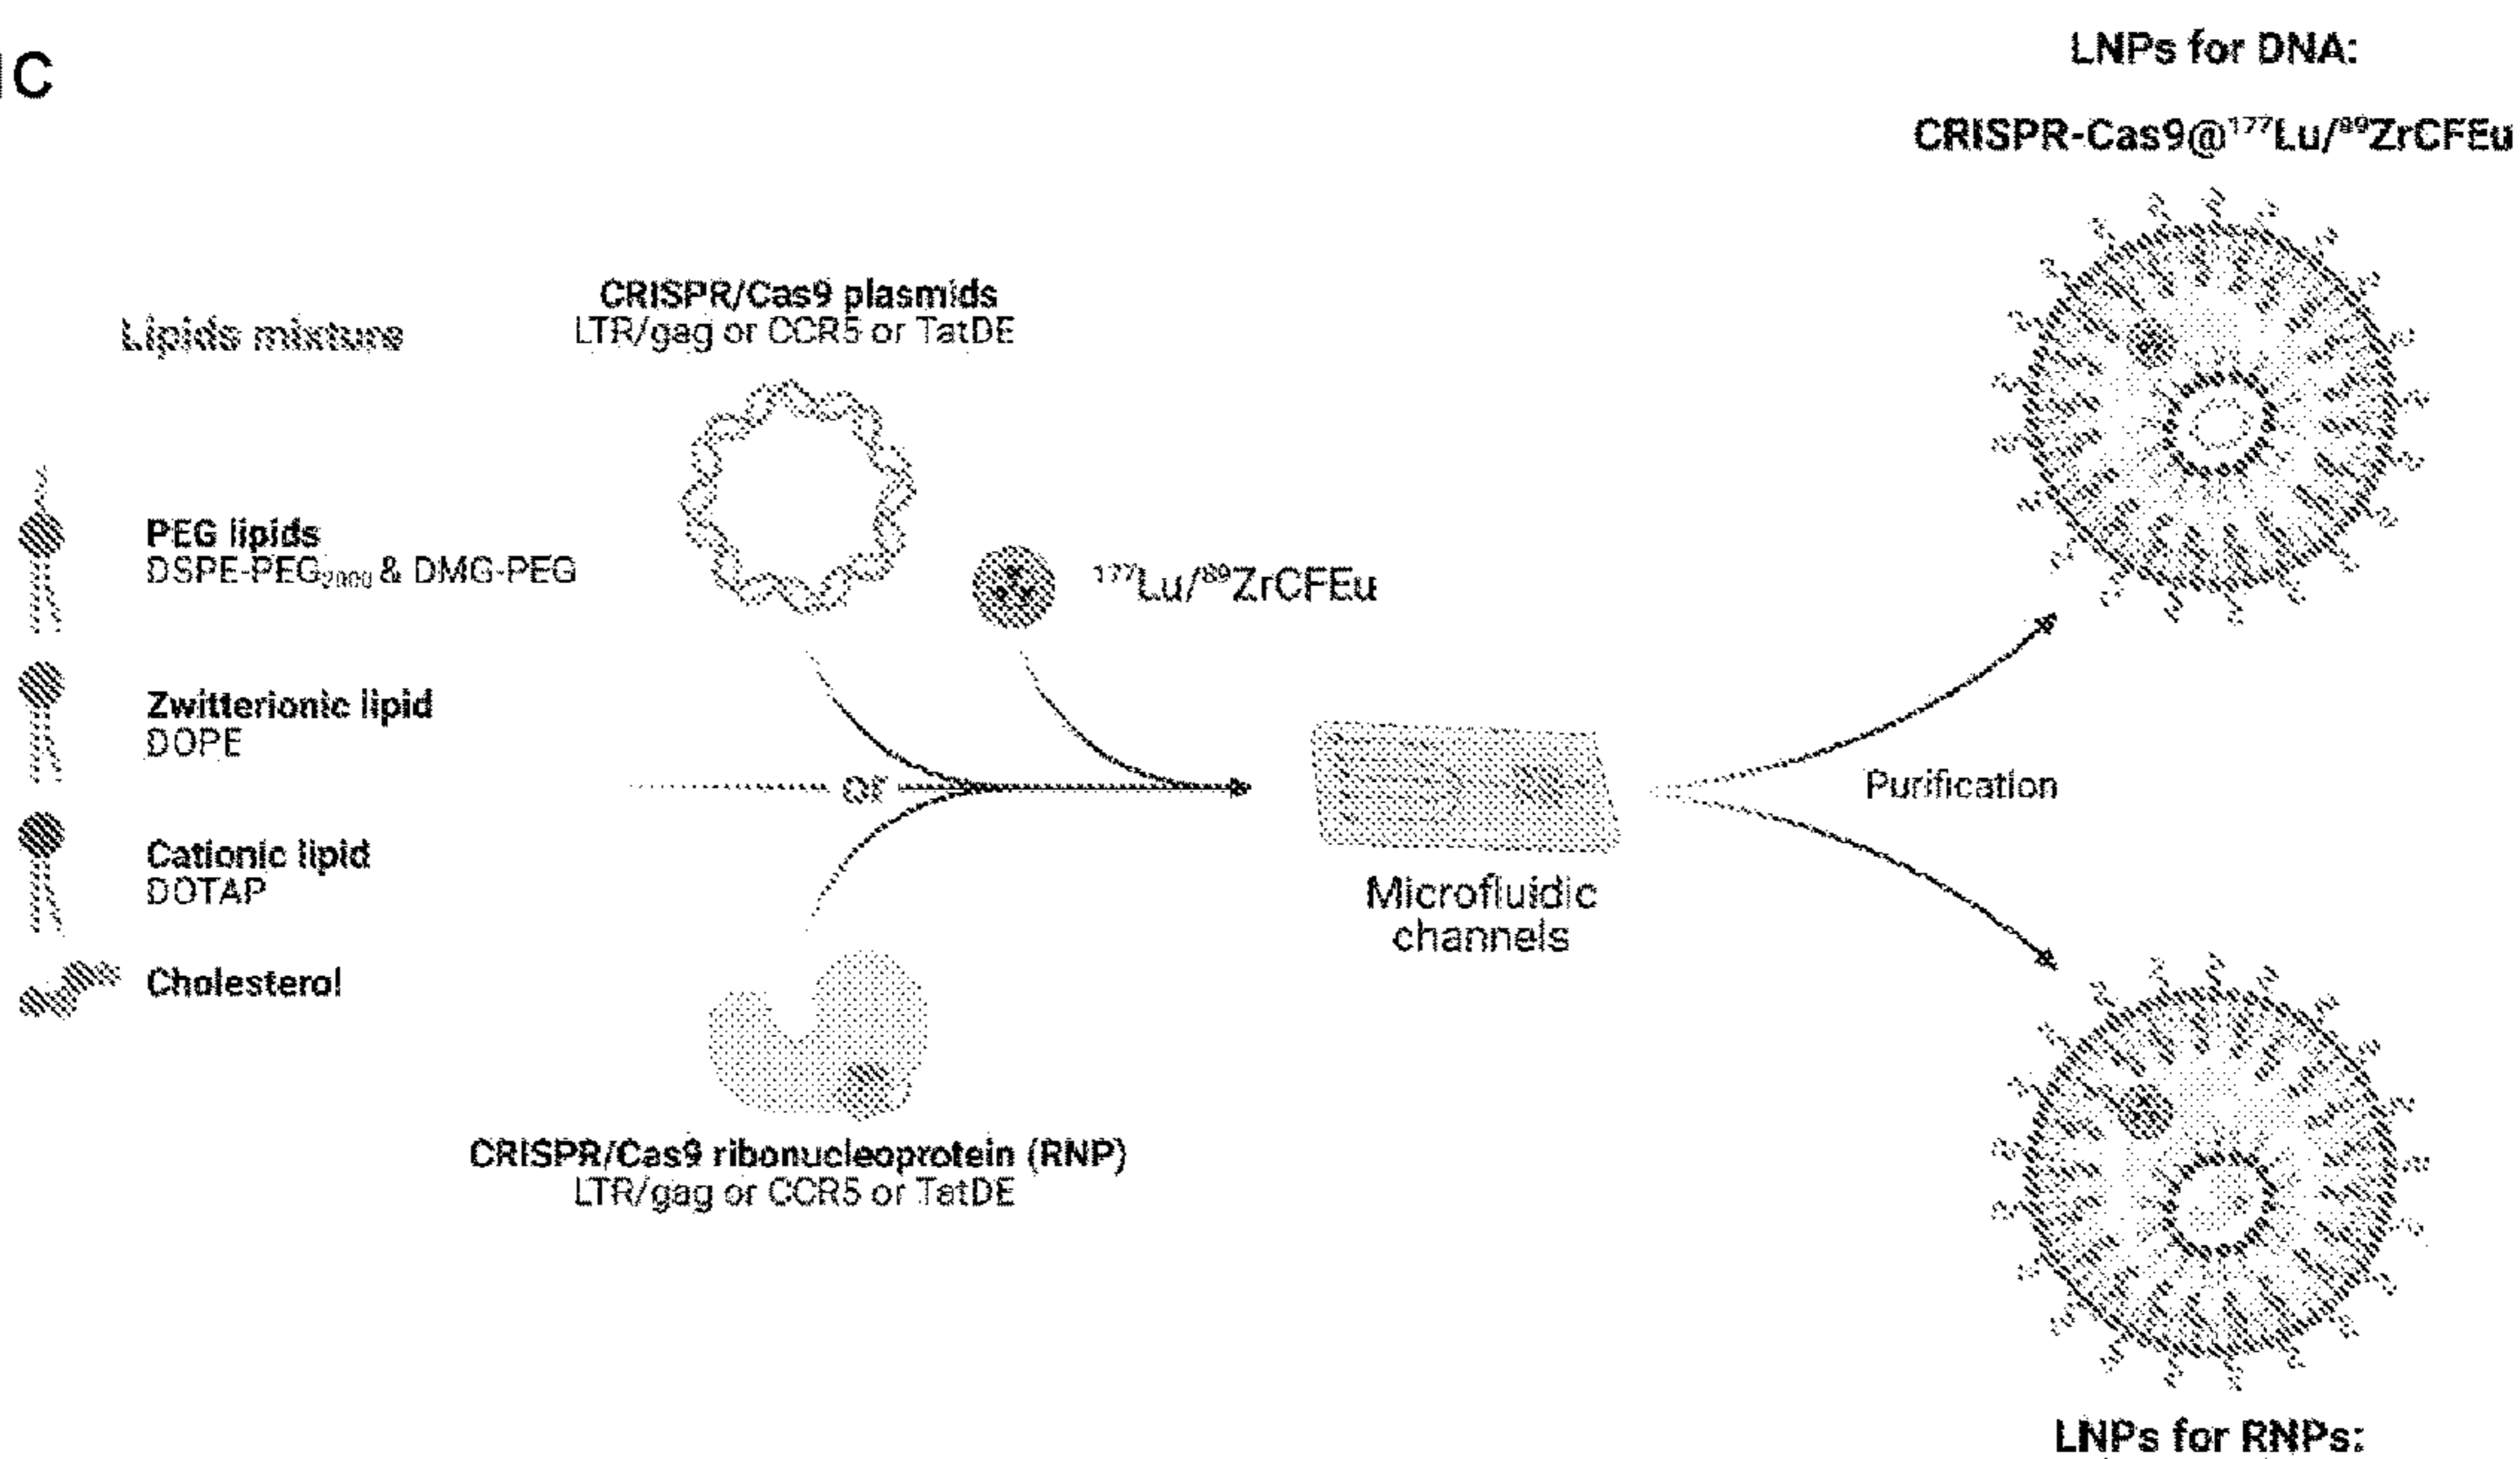 1C
LNPs for DNA:
CRISPR-Cas9@¹⁷⁷Lu/⁸⁹ZrCFEu
Lipids mixture
CRISPR/Cas9 plasmids
LTR/gag or CCR5 or TatDE
PEG lipids
DSPE-PEG₂₀₀₀ & DMG-PEG
¹⁷⁷Lu/⁸⁹ZrCFEu
Zwitterionic lipid
DOPE
or
Purification
Cationic lipid
DOTAP
Microfluidic
channels
Cholesterol
CRISPR/Cas9 ribonucleoprotein (RNP)
LTR/gag or CCR5 or TatDE
LNPs for RNPs: